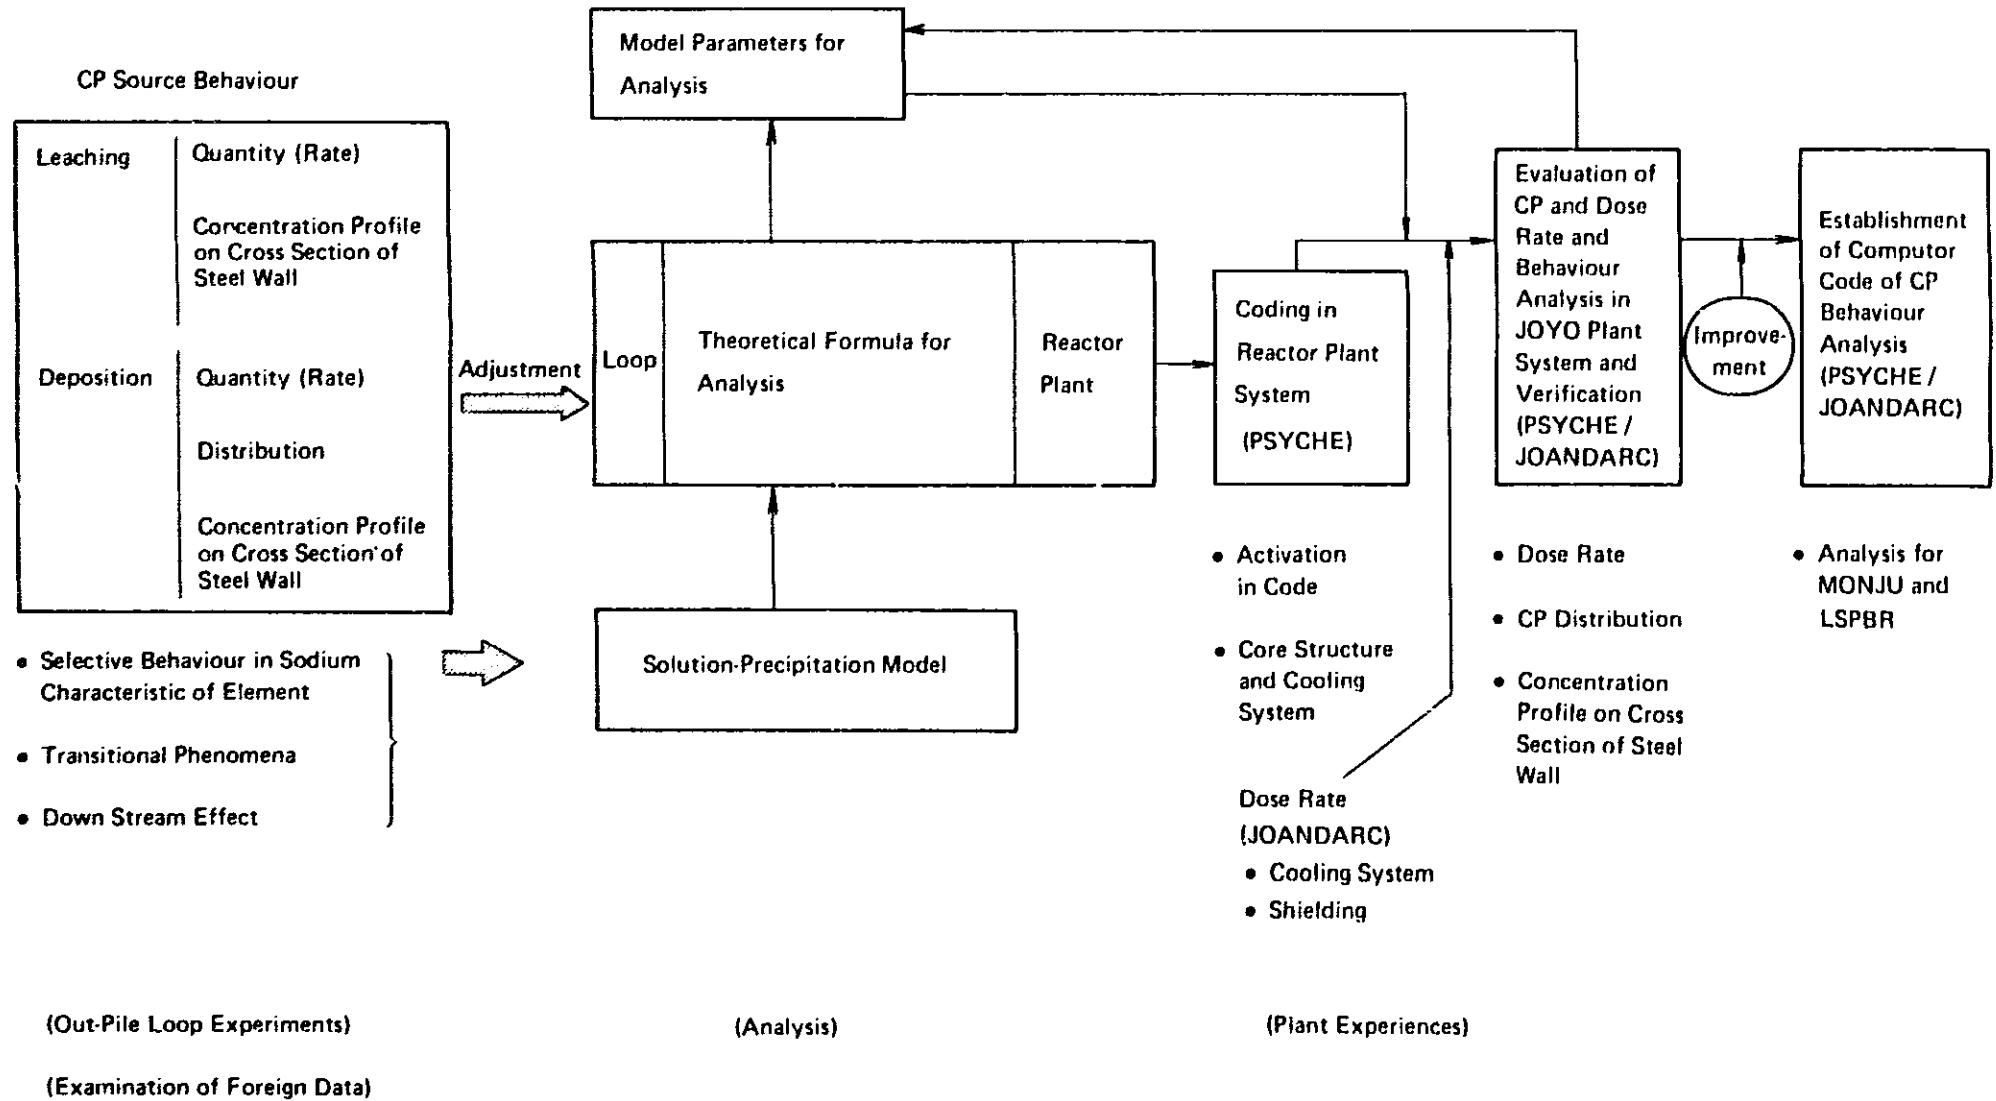 CP Source Behaviour
Leaching
Quantity (Rate)
Concentration Profile
on Cross Section of
Steel Wall
Deposition
Quantity (Rate)
Distribution
Concentration Profile
on Cross Section of
Steel Wall
• Selective Behaviour in Sodium
Characteristic of Element
• Transitional Phenomena
• Down Stream Effect
(Out-Pile Loop Experiments)
(Examination of Foreign Data)
Adjustment
Model Parameters for
Analysis
Loop
Theoretical Formula for
Analysis
Reactor
Plant
Solution-Precipitation Model
(Analysis)
Coding in
Reactor Plant
System
(PSYCHE)
• Activation
in Code
• Core Structure
and Cooling
System
Dose Rate
(JOANDARC)
• Cooling System
• Shielding
(Plant Experiences)
Evaluation of
CP and Dose
Rate and
Behaviour
Analysis in
JOYO Plant
System and
Verification
(PSYCHE /
JOANDARC)
• Dose Rate
• CP Distribution
• Concentration
Profile on Cross
Section of Steel
Wall
Improve-
ment
Establishment
of Computor
Code of CP
Behaviour
Analysis
(PSYCHE /
JOANDARC)
• Analysis for
MONJU and
LSPBR